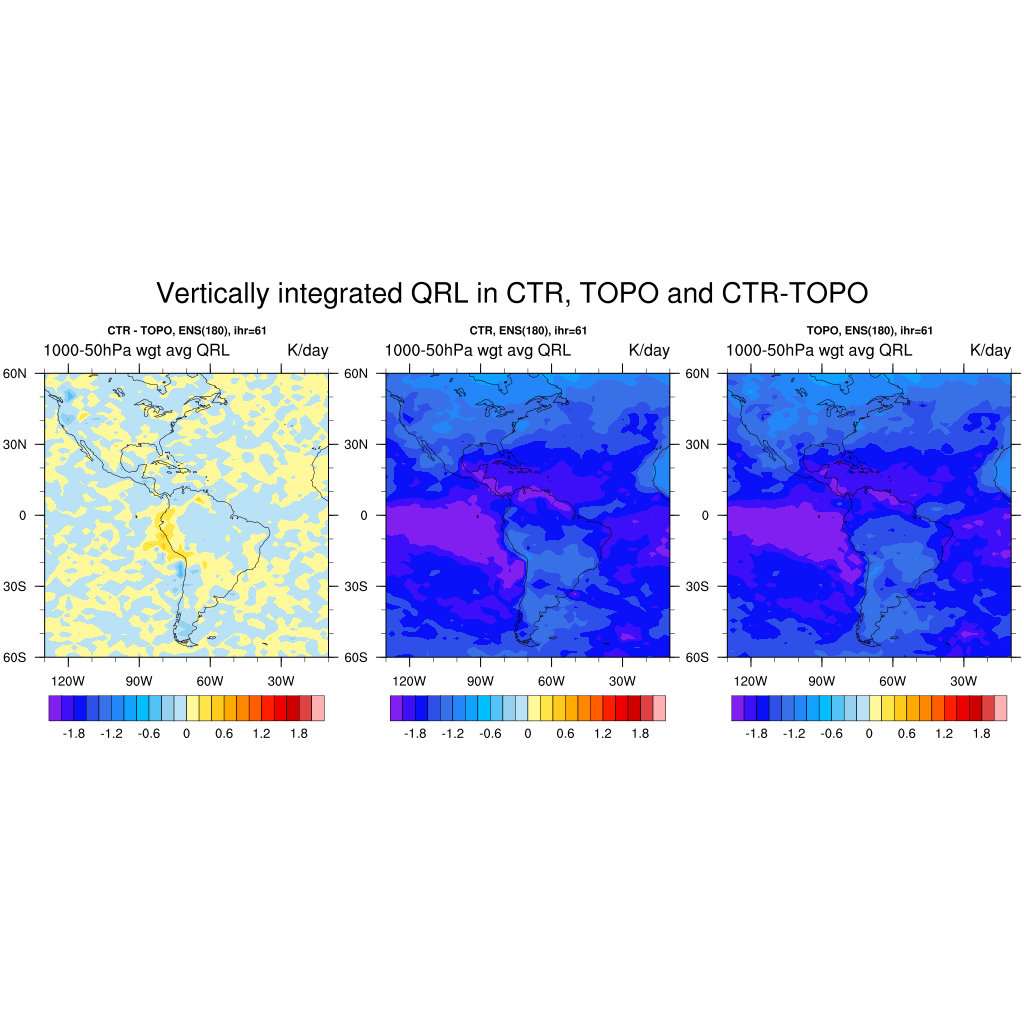 Vertically integrated QRL in CTR, TOPO and CTR-TOPO
CTR - TOPO, ENS(180), ihr=61
1000-50hPa wgt avg QRL K/day
60N
30N
0
30S
60S
120W 90W 60W 30W
-1.8 -1.2 -0.6 0 0.6 1.2 1.8
CTR, ENS(180), ihr=61
1000-50hPa wgt avg QRL K/day
60N
30N
0
30S
60S
120W 90W 60W 30W
-1.8 -1.2 -0.6 0 0.6 1.2 1.8
TOPO, ENS(180), ihr=61
1000-50hPa wgt avg QRL K/day
60N
30N
0
30S
60S
120W 90W 60W 30W
-1.8 -1.2 -0.6 0 0.6 1.2 1.8